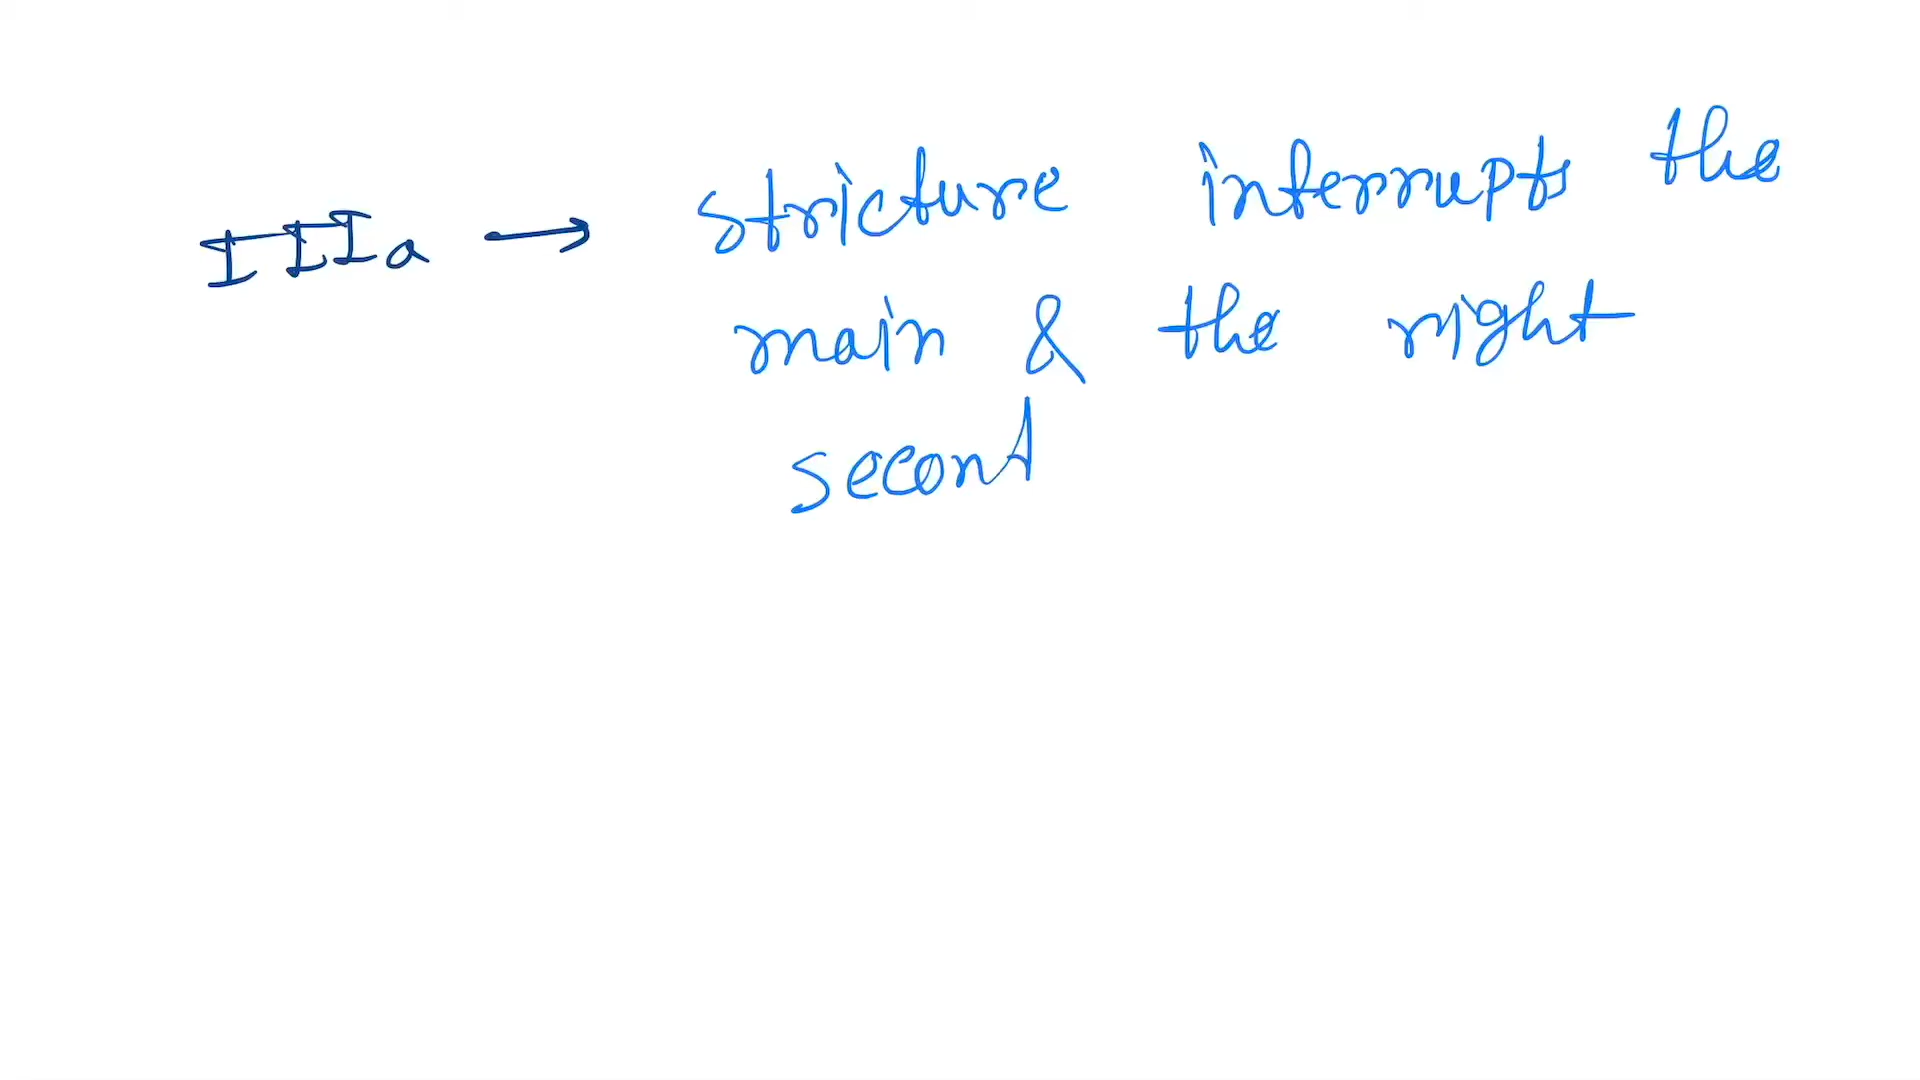 IIIa → stricture interrupts the
main & the right
second